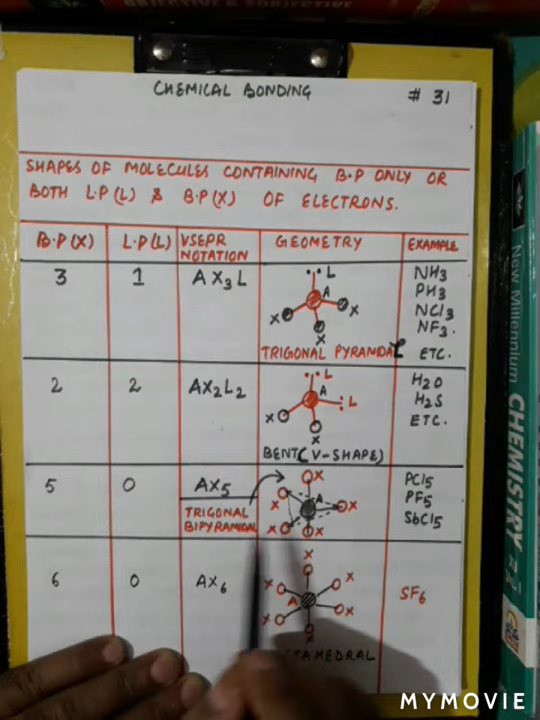 CHEMICAL BONDING # 31
SHAPES OF MOLECULES CONTAINING B.P ONLY OR
BOTH L.P(L) & B.P(X) OF ELECTRONS.
B.P(X) L.P(L) VSEPR NOTATION GEOMETRY EXAMPLE
3 1 AX3L
L
A
X X
X
TRIGONAL PYRAMIDAL
NH3
PH3
NCl3
NF3.
ETC.
2 2 AX2L2
L
A
L
X
X
BENT(V-SHAPE)
H2O
H2S
ETC.
5 0 AX5
TRIGONAL
BIPYRAMIDAL
X
A
X X
X X
PCl5
PF5
SbCl5
6 0 AX6
X
X X
A
X X
X
TAHEDRAL
SF6
New Millennium
CHEMISTRY
MYMOVIE